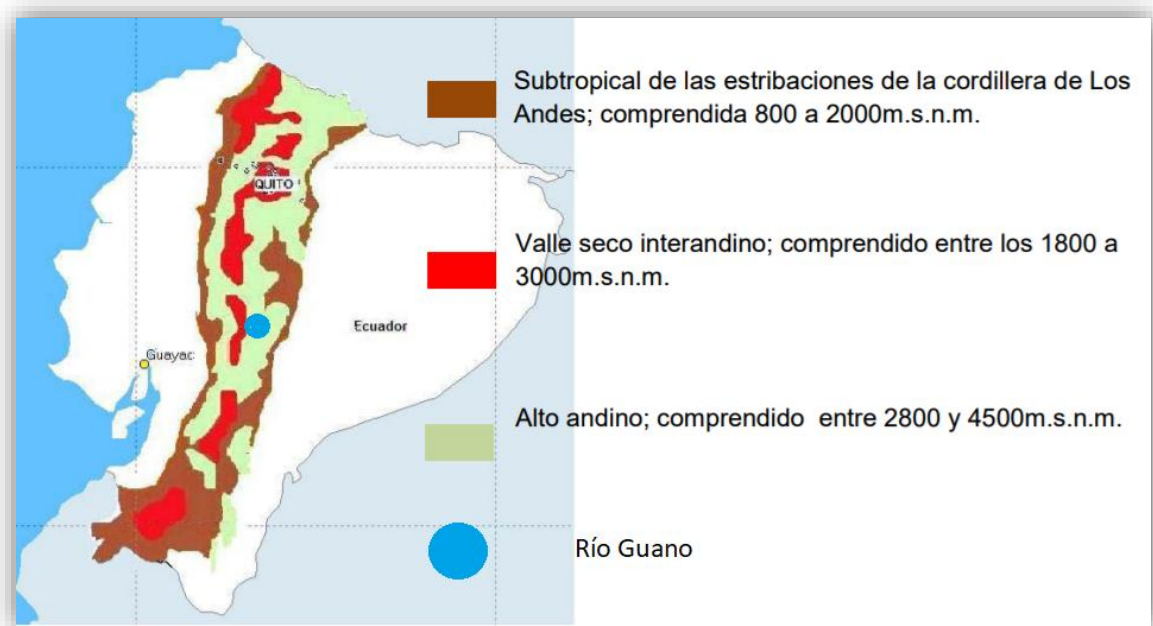 Subtropical de las estribaciones de la cordillera de Los
Andes; comprendida 800 a 2000m.s.n.m.
QUITO
Valle seco interandino; comprendido entre los 1800 a
3000m.s.n.m.
Ecuador
Guayac
Alto andino; comprendido entre 2800 y 4500m.s.n.m.
Río Guano